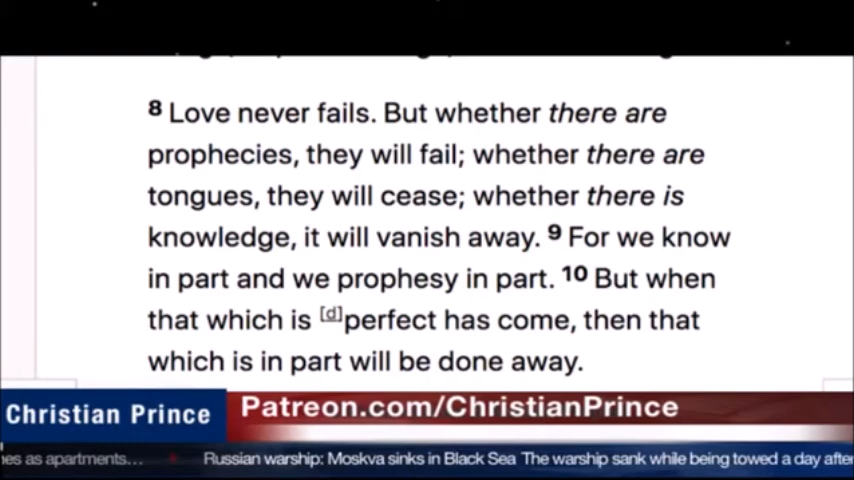 8 Love never fails. But whether there are
prophecies, they will fail; whether there are
tongues, they will cease; whether there is
knowledge, it will vanish away. 9 For we know
in part and we prophesy in part. 10 But when
that which is [d]perfect has come, then that
which is in part will be done away.
Christian Prince
Patreon.com/ChristianPrince
as apartments...
Russian warship: Moskva sinks in Black Sea The warship sank while being towed a day after